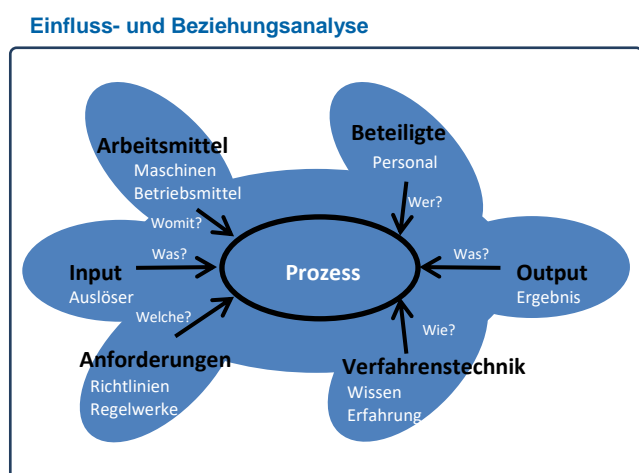 Einfluss- und Beziehungsanalyse
Arbeitsmittel
Maschinen
Betriebsmittel
Womit?
Beteiligte
Personal
Wer?
Input
Auslöser
Was?
Prozess
Was?
Output
Ergebnis
Welche?
Anforderungen
Richtlinien
Regelwerke
Wie?
Verfahrenstechnik
Wissen
Erfahrung